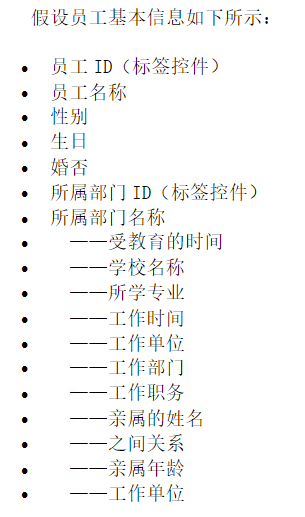 假设员工基本信息如下所示：
• 员工 ID（标签控件）
• 员工名称
• 性别
• 生日
• 婚否
• 所属部门 ID（标签控件）
• 所属部门名称
• ——受教育的时间
• ——学校名称
• ——所学专业
• ——工作时间
• ——工作单位
• ——工作部门
• ——工作职务
• ——亲属的姓名
• ——之间关系
• ——亲属年龄
• ——工作单位